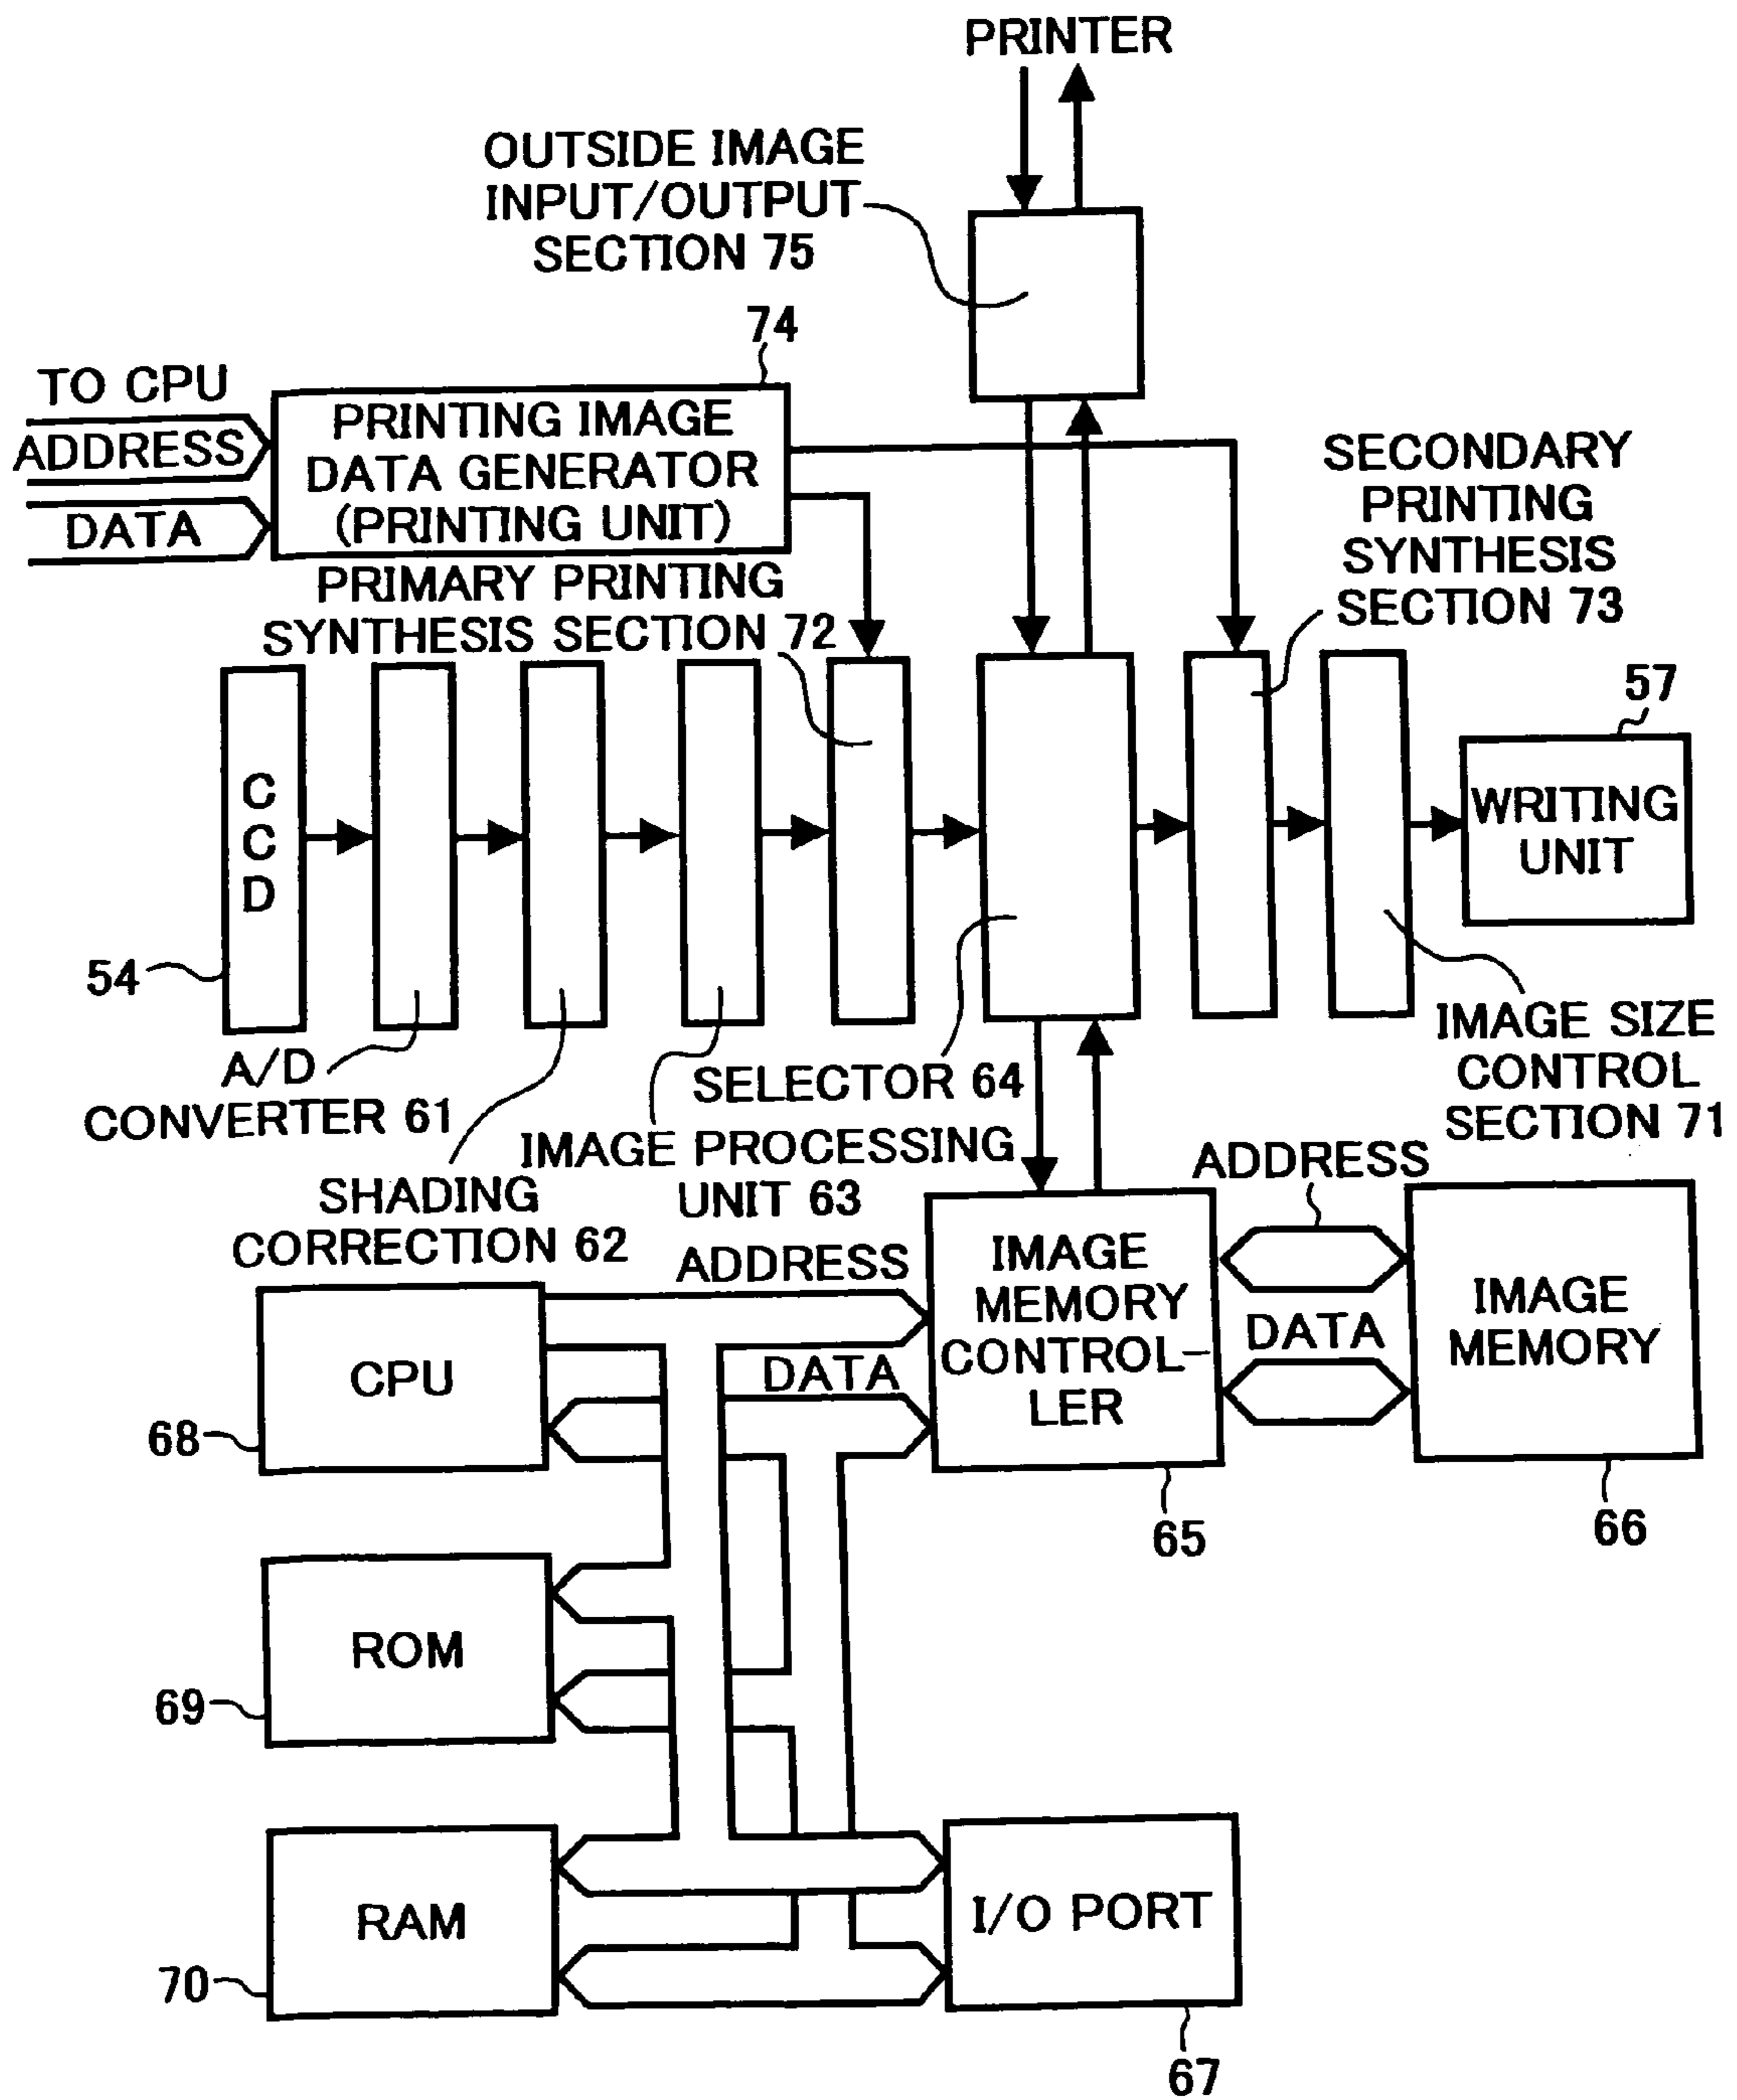 PRINTER
OUTSIDE IMAGE
INPUT/OUTPUT
SECTION 75
74
TO CPU
ADDRESS
DATA
PRINTING IMAGE
DATA GENERATOR
(PRINTING UNIT)
SECONDARY
PRINTING
SYNTHESIS
SECTION 73
PRIMARY PRINTING
SYNTHESIS SECTION 72
57
C
C
D
WRITING
UNIT
54
A/D
CONVERTER 61
SELECTOR 64
IMAGE SIZE
CONTROL
SECTION 71
IMAGE PROCESSING
UNIT 63
SHADING
CORRECTION 62
ADDRESS
ADDRESS
IMAGE
MEMORY
CONTROL-
LER
DATA
IMAGE
MEMORY
CPU
DATA
68
65
66
ROM
69
RAM
I/O PORT
70
67